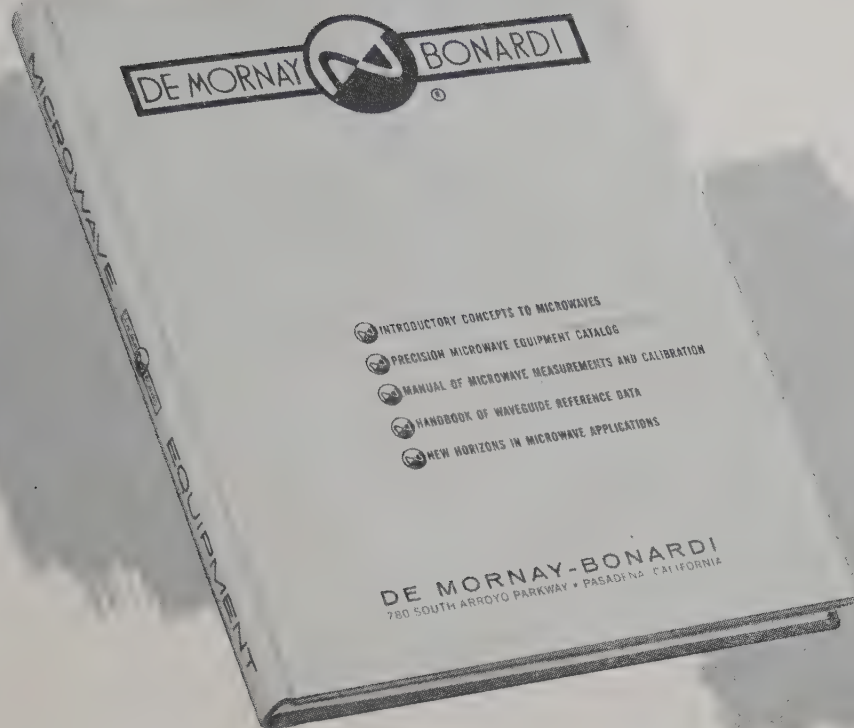 DE MORNAY BONARDI
®
INTRODUCTORY CONCEPTS TO MICROWAVES
PRECISION MICROWAVE EQUIPMENT CATALOG
MANUAL OF MICROWAVE MEASUREMENTS AND CALIBRATION
HANDBOOK OF WAVEGUIDE REFERENCE DATA
NEW HORIZONS IN MICROWAVE APPLICATIONS
DE MORNAY-BONARDI
780 SOUTH ARROYO PARKWAY • PASADENA CALIFORNIA
MICROWAVE EQUIPMENT